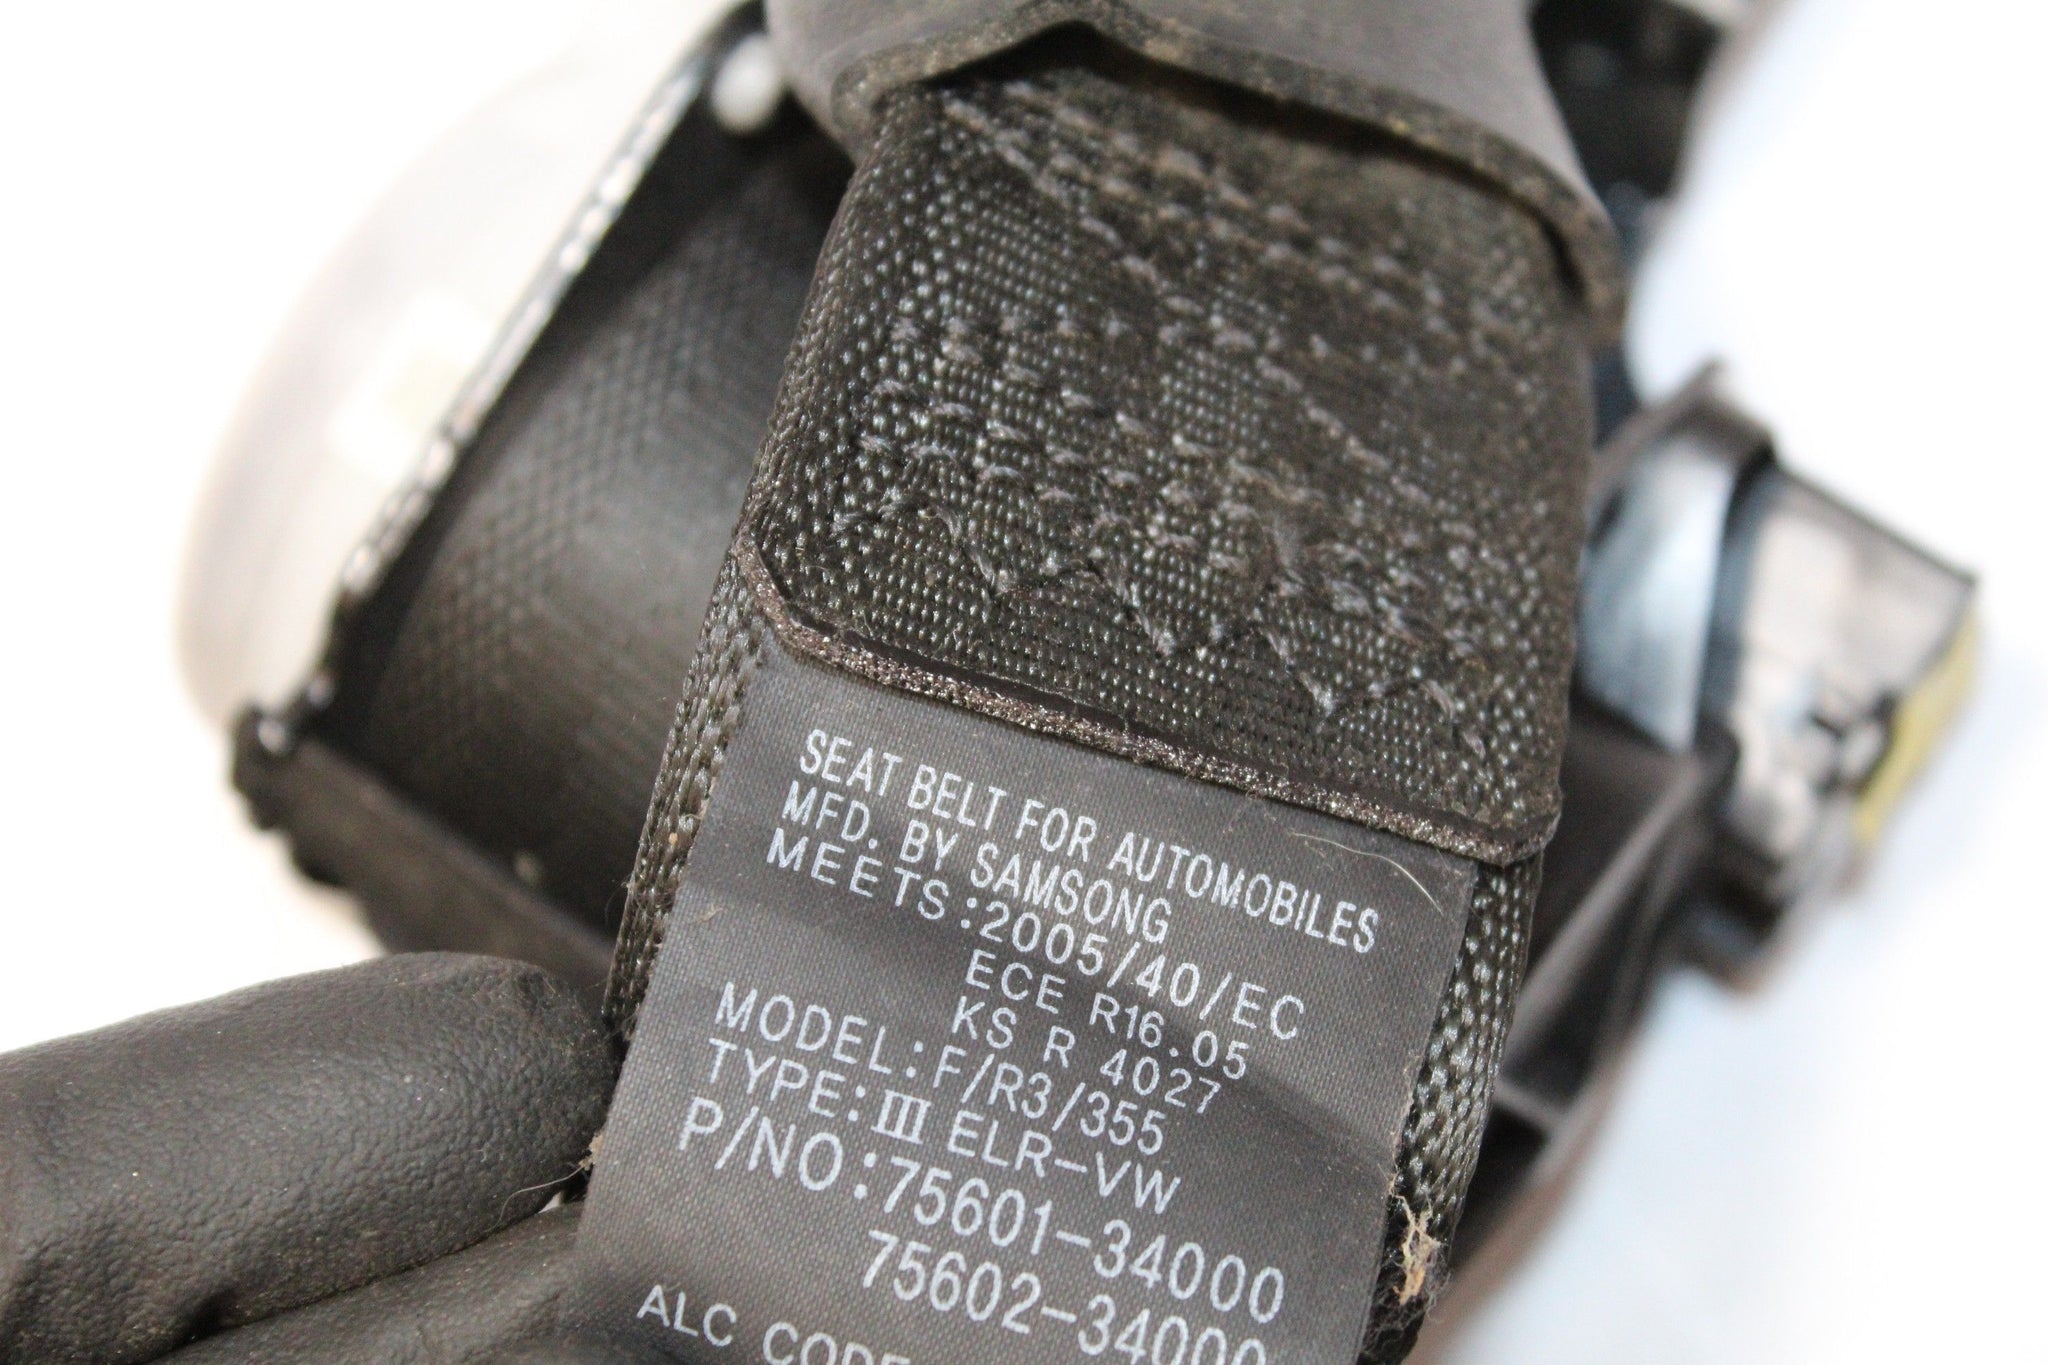 SEAT BELT FOR AUTOMOBILES
MFD. BY SAMSONG
MEETS:2005/40/EC
ECE R16.05
KS R 4027
MODEL:F/R3/355
TYPE:Ⅲ ELR-VW
P/NO:75601-34000
75602-34000
ALC CODE